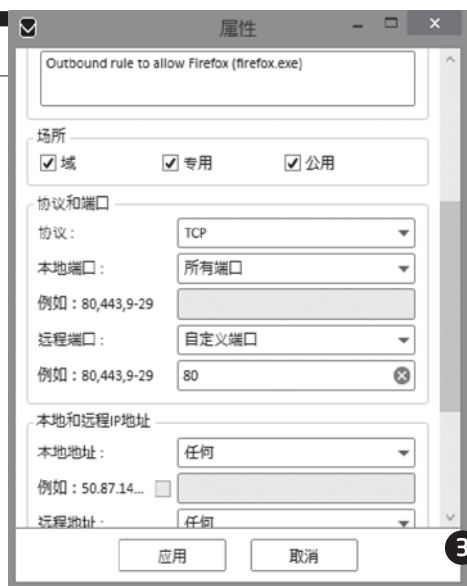 属性
Outbound rule to allow Firefox (firefox.exe)
场所
域 专用 公用
协议和端口
协议： TCP
本地端口： 所有端口
例如：80,443,9-29
远程端口： 自定义端口
例如：80,443,9-29 80
本地和远程IP地址
本地地址： 任何
例如：50.87.14...
远程地址： 任何
应用 取消
3